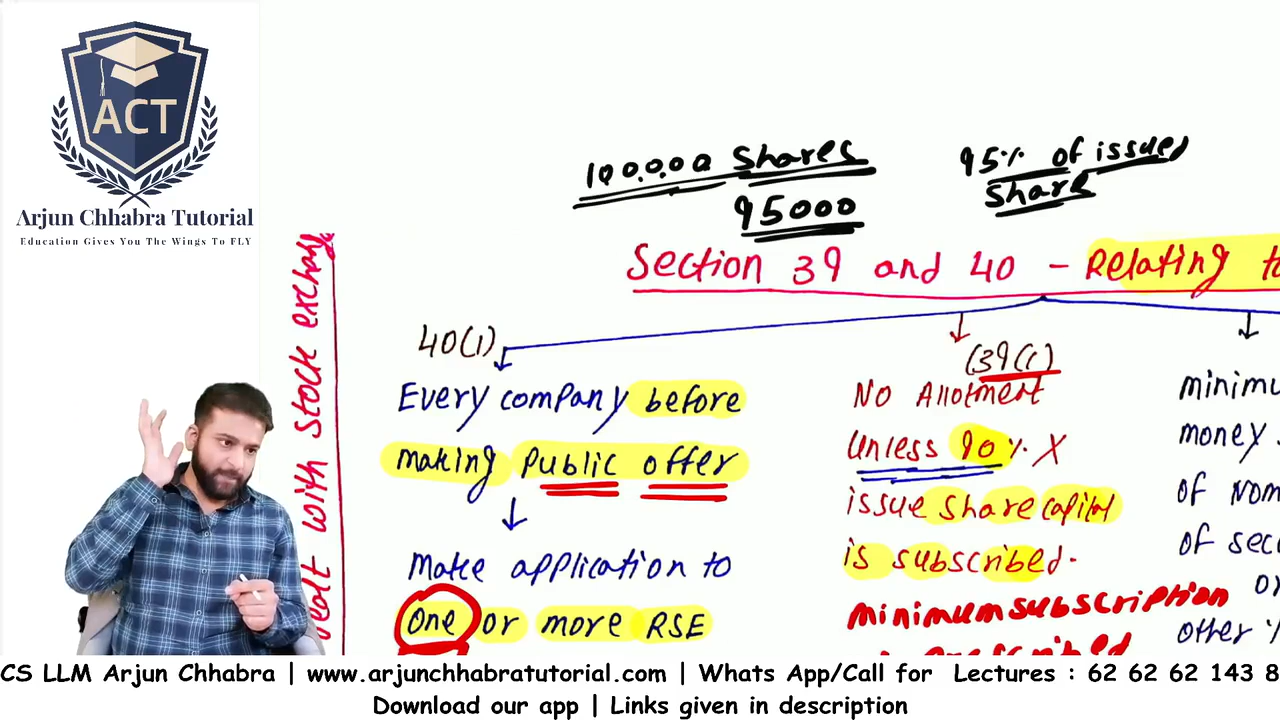 ACT
Arjun Chhabra Tutorial
Education Gives You The Wings To FLY
100,000 Shares
95000
95% of issued
Share
Section 39 and 40 - Relating to
with stock exchange
40(1)
Every company before
making public offer
Make application to
one or more RSE
(39(1)
No Allotment
Unless 90% X
issue share capital
is subscribed.
minimum subscription
money
of Nom
of sec
or
other %
CS LLM Arjun Chhabra | www.arjunchhabratutorial.com | Whats App/Call for Lectures : 62 62 62 143 8
Download our app | Links given in description